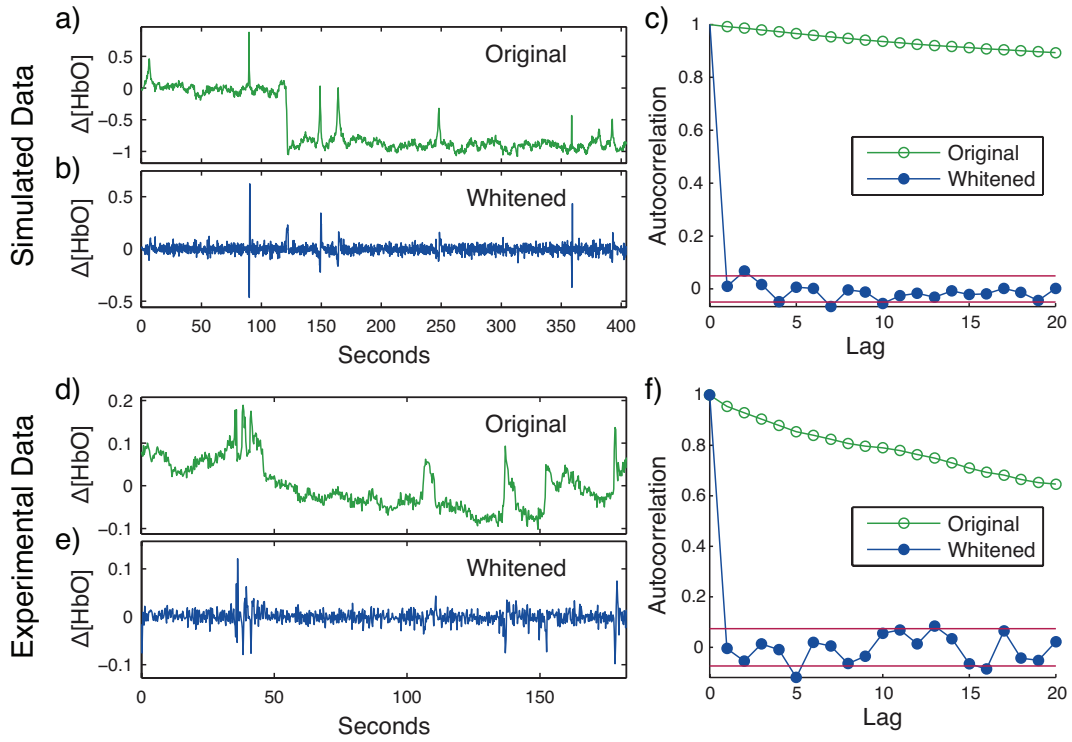 Simulated Data
a)
Original
Δ[HbO]
0.5
0
−0.5
−1
b)
Whitened
Δ[HbO]
0.5
0
−0.5
0 50 100 150 200 250 300 350 400
Seconds
c)
Autocorrelation
1
0.8
0.6
0.4
0.2
0
Original
Whitened
0 5 10 15 20
Lag
Experimental Data
d)
Original
Δ[HbO]
0.2
0.1
0
−0.1
e)
Whitened
Δ[HbO]
0.1
0
−0.1
0 50 100 150
Seconds
f)
Autocorrelation
1
0.8
0.6
0.4
0.2
0
Original
Whitened
0 5 10 15 20
Lag